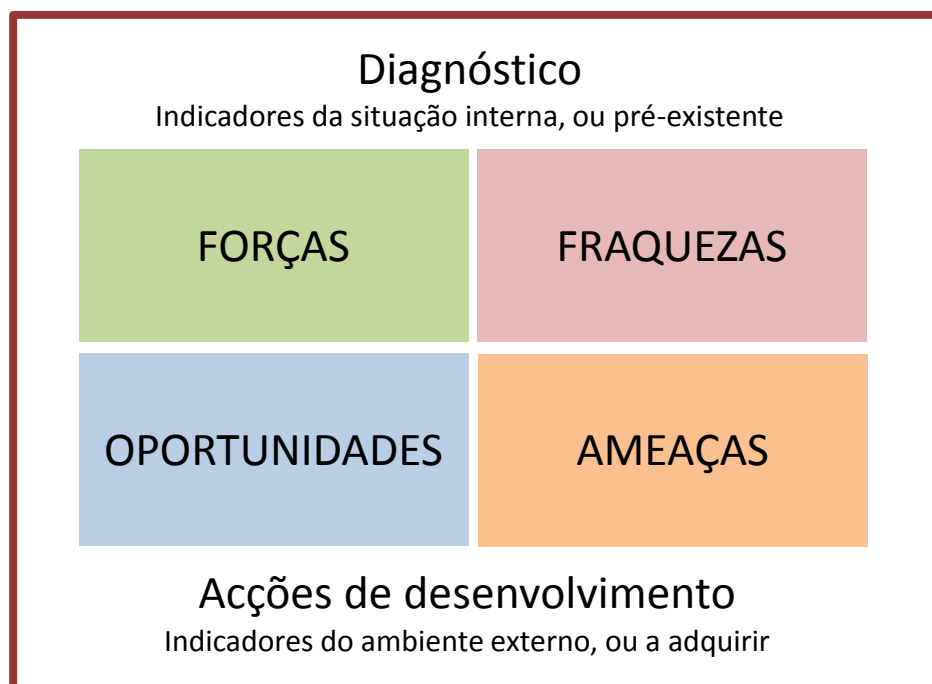 Diagnóstico
Indicadores da situação interna, ou pré-existente
FORÇAS
FRAQUEZAS
OPORTUNIDADES
AMEAÇAS
Acções de desenvolvimento
Indicadores do ambiente externo, ou a adquirir